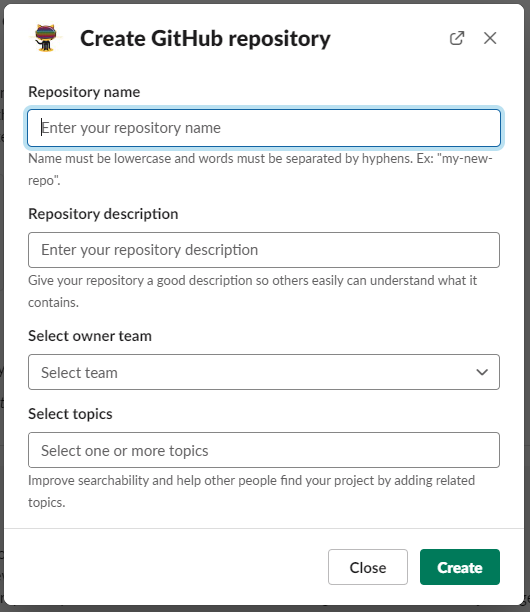 Create GitHub repository
Repository name
Enter your repository name
Name must be lowercase and words must be separated by hyphens. Ex: "my-new-
repo".
Repository description
Enter your repository description
Give your repository a good description so others easily can understand what it
contains.
Select owner team
Select team
Select topics
Select one or more topics
Improve searchability and help other people find your project by adding related
topics.
Close Create